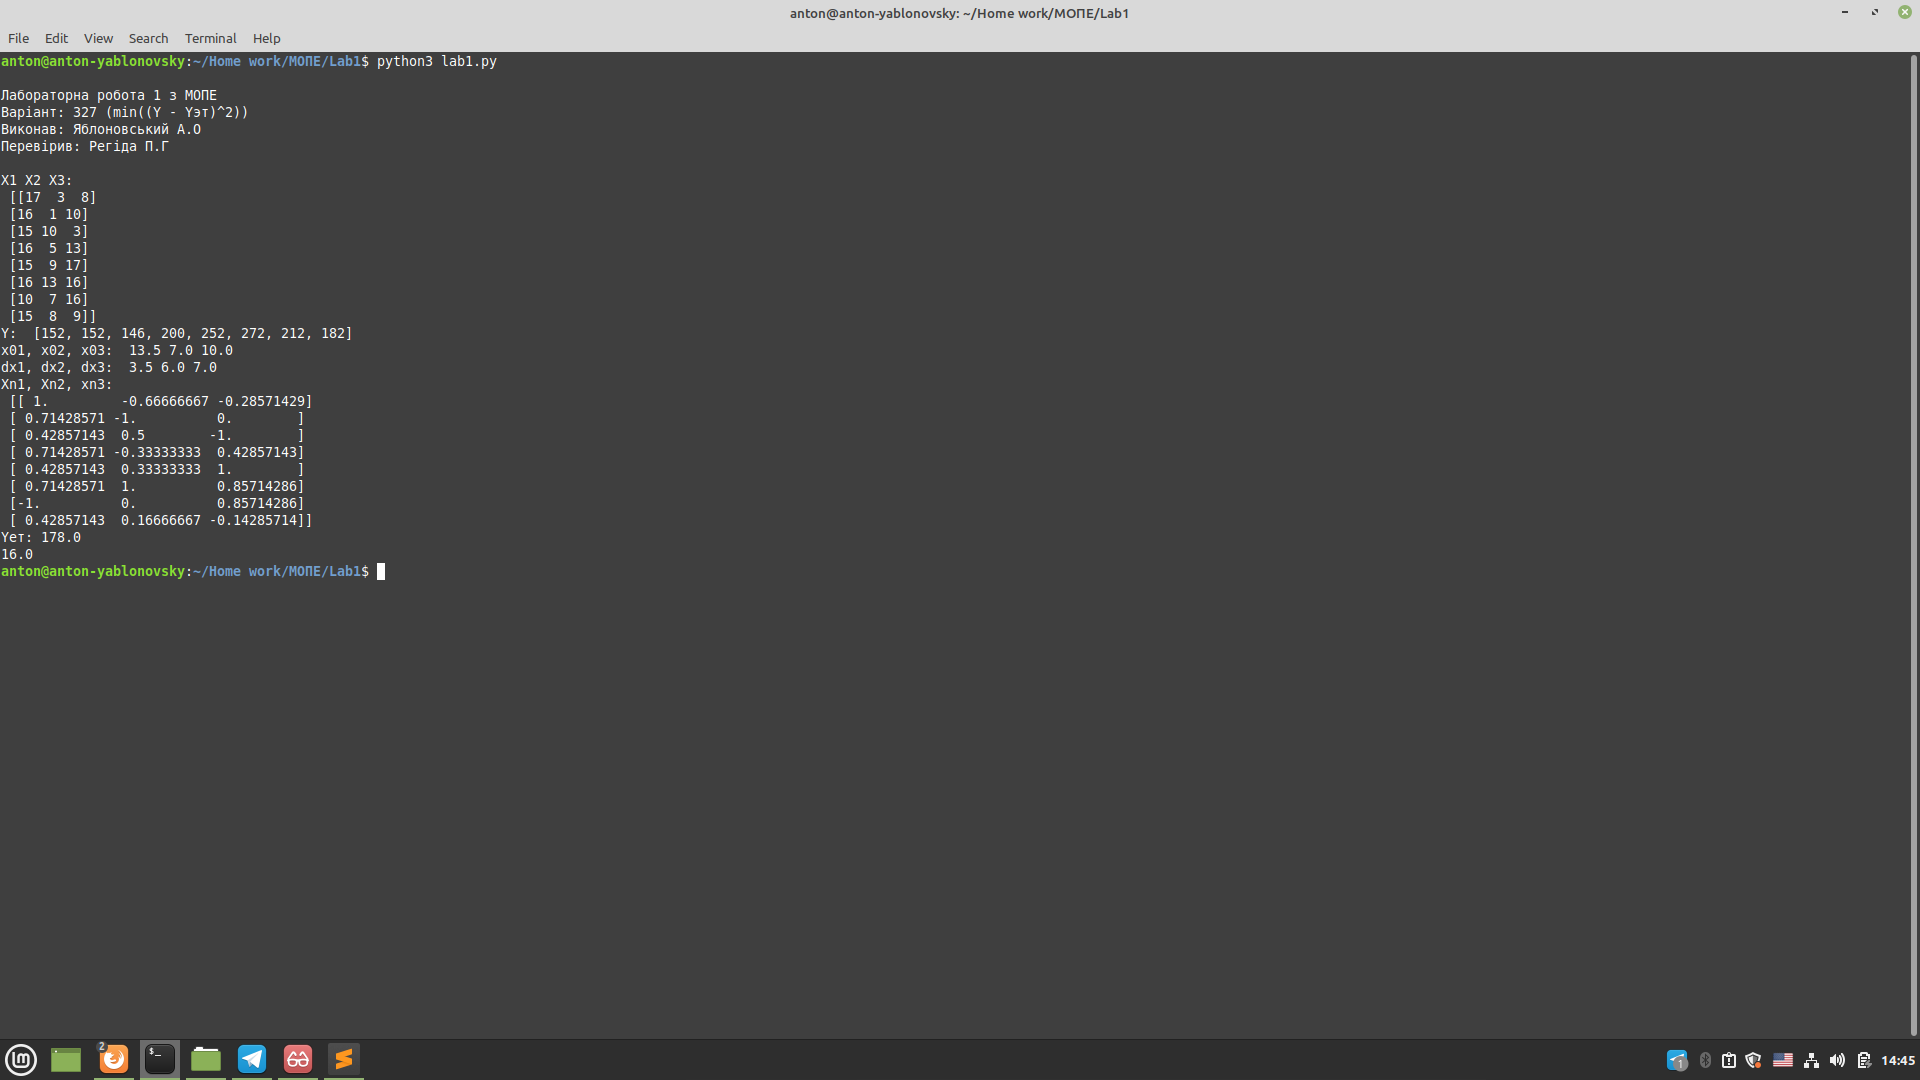 anton@anton-yablonovsky: ~/Home work/МОПЕ/Lab1
File Edit View Search Terminal Help
anton@anton-yablonovsky:~/Home work/МОПЕ/Lab1$ python3 lab1.py
Лабораторна робота 1 з МОПЕ
Варіант: 327 (min((Y - Yэт)^2))
Виконав: Яблоновський А.О
Перевірив: Регіда П.Г
X1 X2 X3:
 [[17  3  8]
 [16  1 10]
 [15 10  3]
 [16  5 13]
 [15  9 17]
 [16 13 16]
 [10  7 16]
 [15  8  9]]
Y:  [152, 152, 146, 200, 252, 272, 212, 182]
x01, x02, x03:  13.5 7.0 10.0
dx1, dx2, dx3:  3.5 6.0 7.0
Xn1, Xn2, xn3:
 [[ 1.         -0.66666667 -0.28571429]
 [ 0.71428571 -1.          0.        ]
 [ 0.42857143  0.5        -1.        ]
 [ 0.71428571 -0.33333333  0.42857143]
 [ 0.42857143  0.33333333  1.        ]
 [ 0.71428571  1.          0.85714286]
 [-1.          0.          0.85714286]
 [ 0.42857143  0.16666667 -0.14285714]]
Yет: 178.0
16.0
anton@anton-yablonovsky:~/Home work/МОПЕ/Lab1$
2
$_
1
14:45